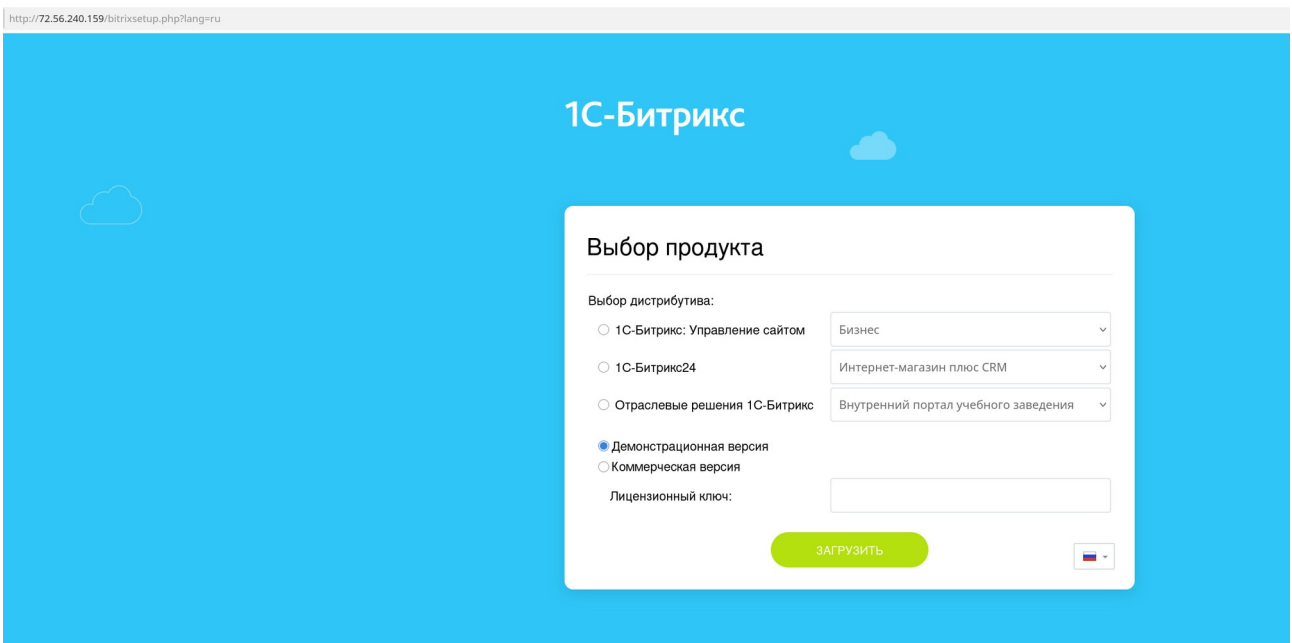 http://72.56.240.159/bitrixsetup.php?lang=ru
1С-Битрикс
Выбор продукта
Выбор дистрибутива:
1С-Битрикс: Управление сайтом Бизнес
1С-Битрикс24 Интернет-магазин плюс CRM
Отраслевые решения 1С-Битрикс Внутренний портал учебного заведения
Демонстрационная версия
Коммерческая версия
Лицензионный ключ:
ЗАГРУЗИТЬ